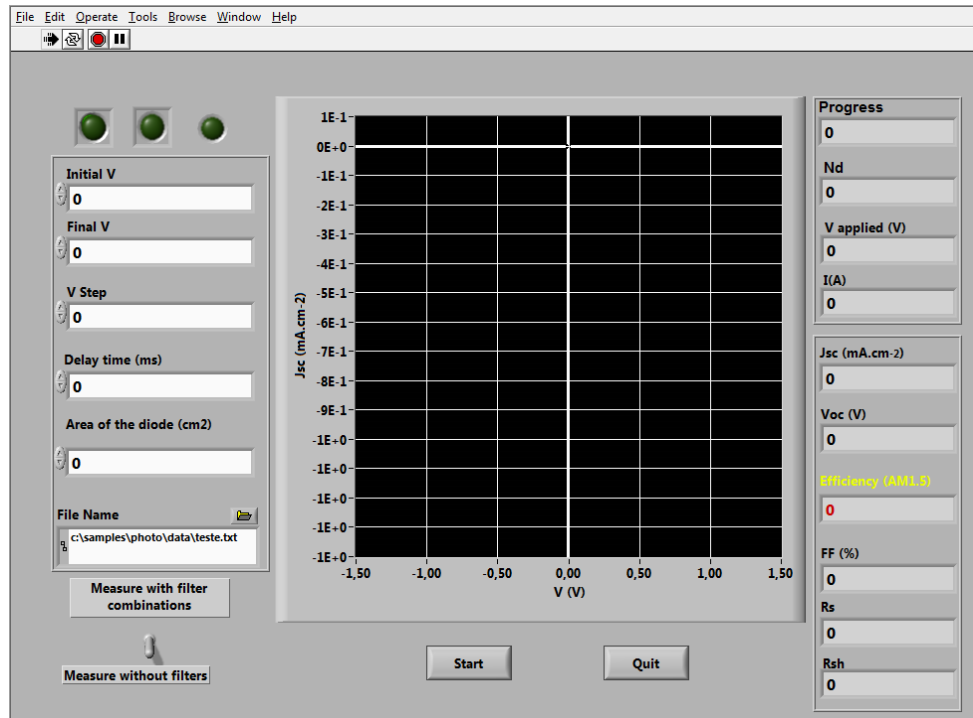 File Edit Operate Tools Browse Window Help
Initial V
0
Final V
0
V Step
0
Delay time (ms)
0
Area of the diode (cm2)
0
File Name
c:\samples\photo\data\teste.txt
Measure with filter
combinations
Measure without filters
Jsc (mA.cm-2)
1E-1
0E+0
-1E-1
-2E-1
-3E-1
-4E-1
-5E-1
-6E-1
-7E-1
-8E-1
-9E-1
-1E+0
-1E+0
-1E+0
-1E+0
-1E+0
-1,50 -1,00 -0,50 0,00 0,50 1,00 1,50
V (V)
Start
Quit
Progress
0
Nd
0
V applied (V)
0
I(A)
0
Jsc (mA.cm-2)
0
Voc (V)
0
Efficiency (AM1.5)
0
FF (%)
0
Rs
0
Rsh
0